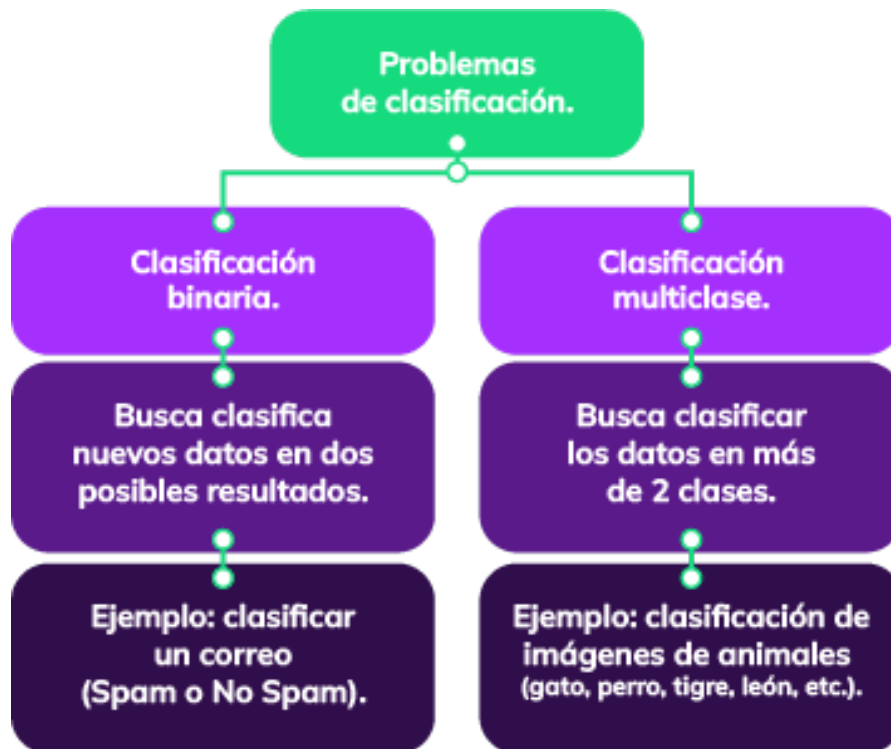 Problemas
de clasificación.
Clasificación
binaria.
Busca clasifica
nuevos datos en dos
posibles resultados.
Ejemplo: clasificar
un correo
(Spam o No Spam).
Clasificación
multiclase.
Busca clasificar
los datos en más
de 2 clases.
Ejemplo: clasificación de
imágenes de animales
(gato, perro, tigre, león, etc.).